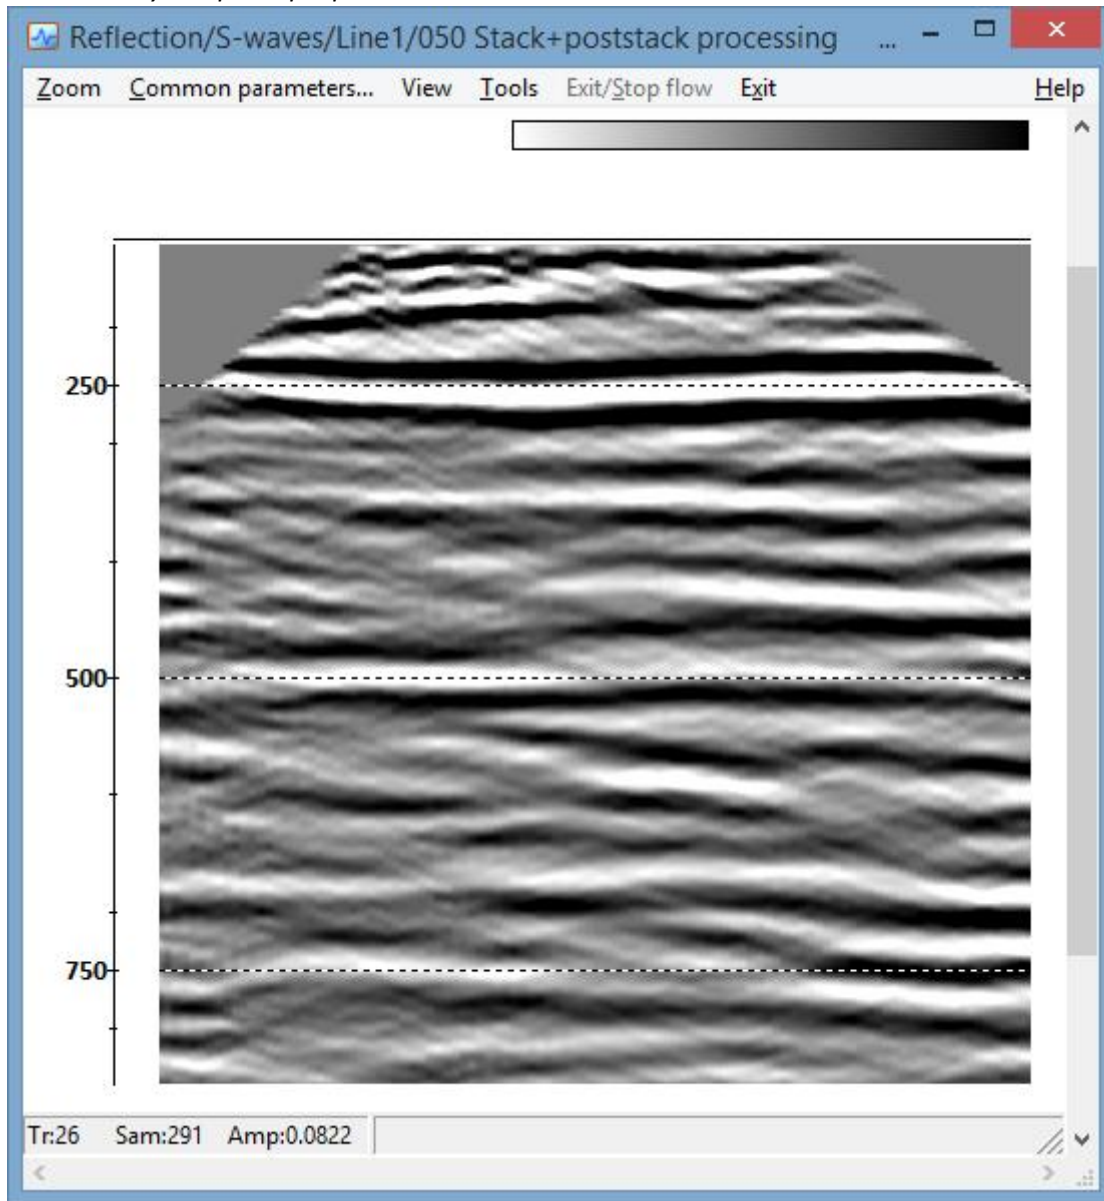 Reflection/S-waves/Line1/050 Stack+poststack processing ...
Zoom Common parameters... View Tools Exit/Stop flow Exit Help
250
500
750
Tr:26 Sam:291 Amp:0.0822